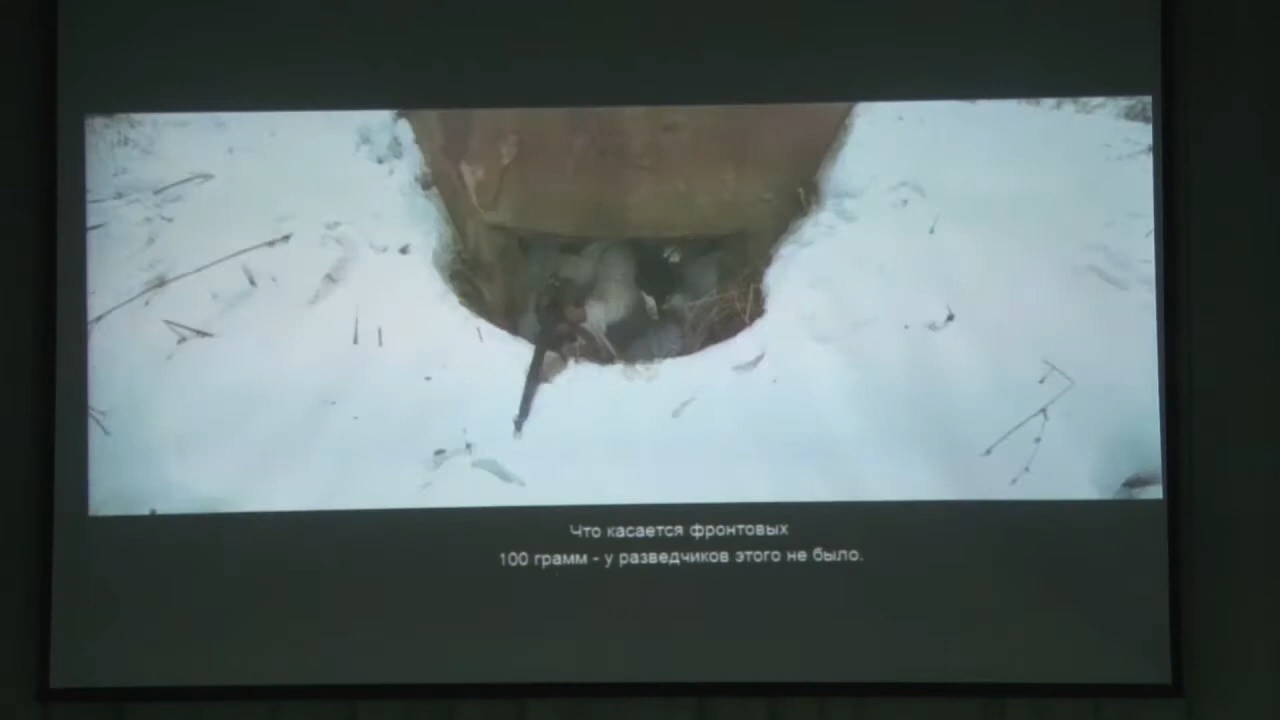 Что касается фронтовых
100 грамм - у разведчиков этого не было.